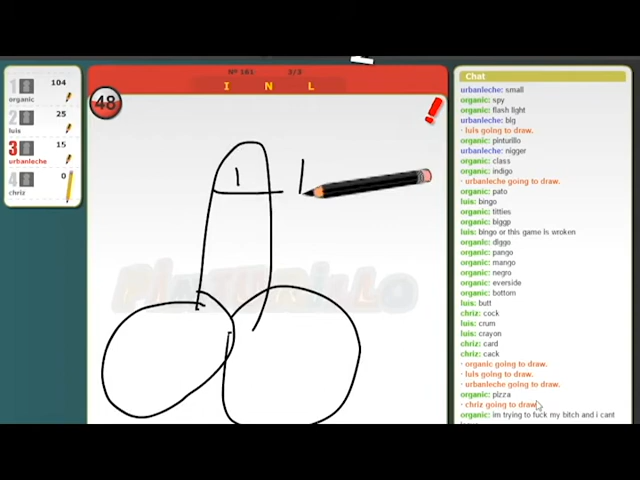 1 104
organic
2 25
luis
3 15
urbanleche
4 0
chriz
48
Nº 161 3/3
I N L
!
Pinturillo
Chat
urbanleche: small
organic: spy
organic: flash light
urbanleche: big
· luis going to draw.
organic: pinturillo
urbanleche: nigger
organic: class
organic: indigo
· urbanleche going to draw.
organic: pato
luis: bingo
organic: titties
organic: biggp
luis: bingo or this game is wroken
organic: diggo
organic: pango
organic: mango
organic: negro
organic: everside
organic: bottom
luis: butt
chriz: cock
luis: crum
luis: crayon
chriz: card
chriz: cack
· organic going to draw.
· luis going to draw.
· urbanleche going to draw.
organic: pizza
· chriz going to draw.
organic: im trying to fuck my bitch and i cant